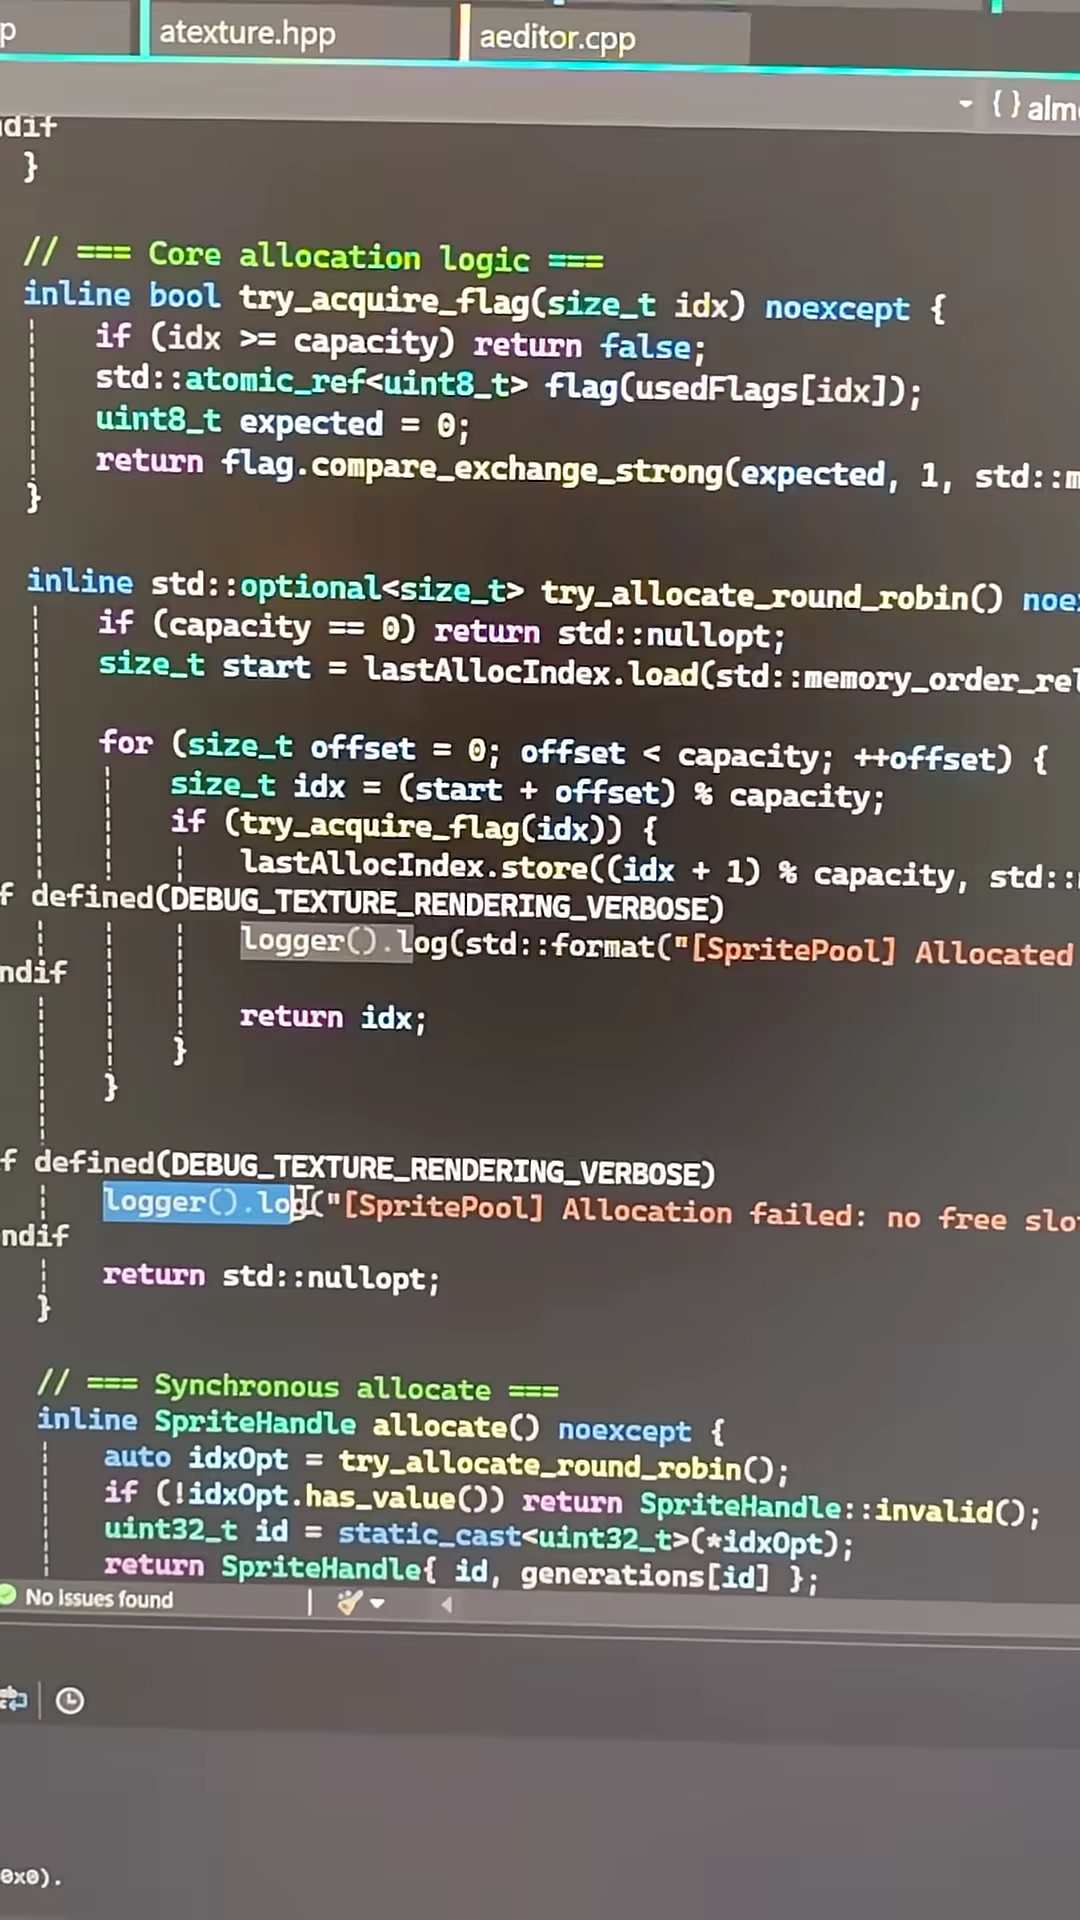 p atexture.hpp aeditor.cpp
{} alm
ndif
}
// === Core allocation logic ===
inline bool try_acquire_flag(size_t idx) noexcept {
if (idx >= capacity) return false;
std::atomic_ref<uint8_t> flag(usedFlags[idx]);
uint8_t expected = 0;
return flag.compare_exchange_strong(expected, 1, std::m
}
inline std::optional<size_t> try_allocate_round_robin() noe
if (capacity == 0) return std::nullopt;
size_t start = lastAllocIndex.load(std::memory_order_rel
for (size_t offset = 0; offset < capacity; ++offset) {
size_t idx = (start + offset) % capacity;
if (try_acquire_flag(idx)) {
lastAllocIndex.store((idx + 1) % capacity, std::
f defined(DEBUG_TEXTURE_RENDERING_VERBOSE)
logger().log(std::format("[SpritePool] Allocated
ndif
return idx;
}
}
f defined(DEBUG_TEXTURE_RENDERING_VERBOSE)
logger().log("[SpritePool] Allocation failed: no free slo
ndif
return std::nullopt;
}
// === Synchronous allocate ===
inline SpriteHandle allocate() noexcept {
auto idxOpt = try_allocate_round_robin();
if (!idxOpt.has_value()) return SpriteHandle::invalid();
uint32_t id = static_cast<uint32_t>(*idxOpt);
return SpriteHandle{ id, generations[id] };
No issues found
0x0).